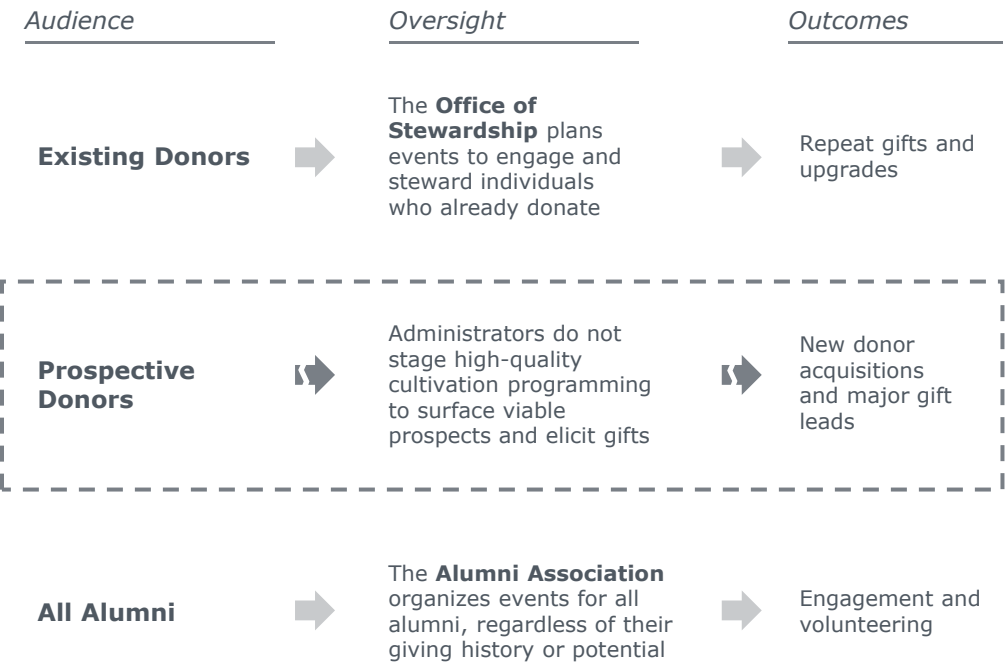 Audience
Oversight
Outcomes
Existing Donors
The Office of
Stewardship plans
events to engage and
steward individuals
who already donate
Repeat gifts and
upgrades
Prospective
Donors
Administrators do not
stage high-quality
cultivation programming
to surface viable
prospects and elicit gifts
New donor
acquisitions
and major gift
leads
All Alumni
The Alumni Association
organizes events for all
alumni, regardless of their
giving history or potential
Engagement and
volunteering